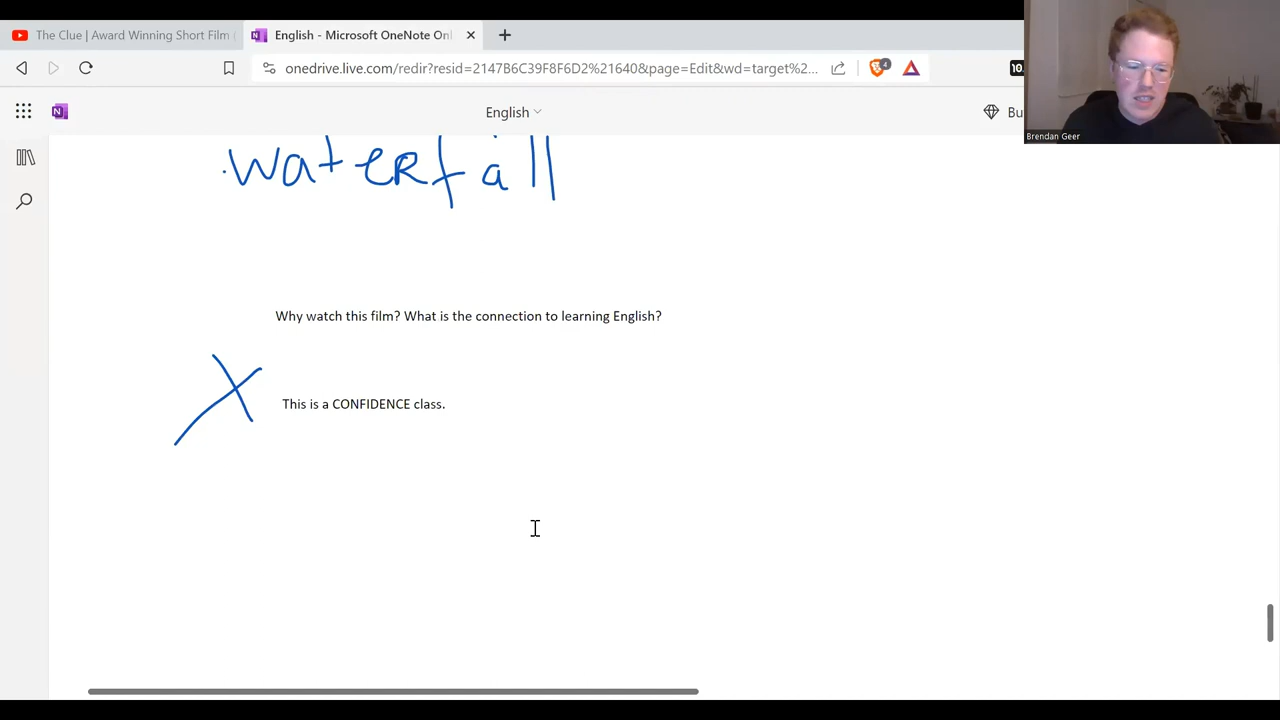 The Clue | Award Winning Short Film (
English - Microsoft OneNote Onl
onedrive.live.com/redir?resid=2147B6C39F8F6D2%21640&page=Edit&wd=target%2...
4
10
English
Bu
Brendan Geer
waterfall
Why watch this film? What is the connection to learning English?
X
This is a CONFIDENCE class.